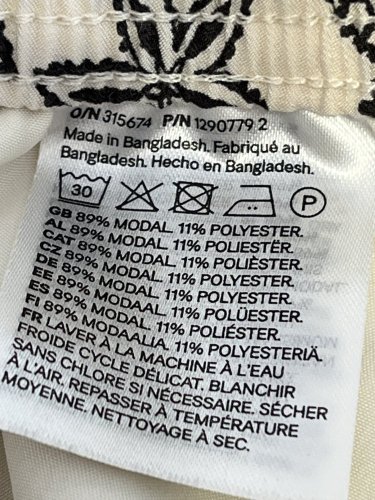 O/N 315674 P/N 1290779 2
Made in Bangladesh. Fabriqué au
Bangladesh. Hecho en Bangladesh.
30 P
GB 89% MODAL. 11% POLYESTER.
AL 89% MODAL. 11% POLIESTËR.
CAT 89% MODAL. 11% POLIÈSTER.
CZ 89% MODAL. 11% POLYESTER.
DE 89% MODAL. 11% POLYESTER.
EE 89% MODAAL. 11% POLÜESTER.
ES 89% MODAL. 11% POLIÉSTER.
FI 89% MODAALIA. 11% POLYESTERIÄ.
FR LAVER À LA MACHINE À L'EAU
FROIDE CYCLE DÉLICAT. BLANCHIR
SANS CHLORE SI NÉCESSAIRE. SÉCHER
À L'AIR. REPASSER À TEMPÉRATURE
MOYENNE. NETTOYAGE À SEC.